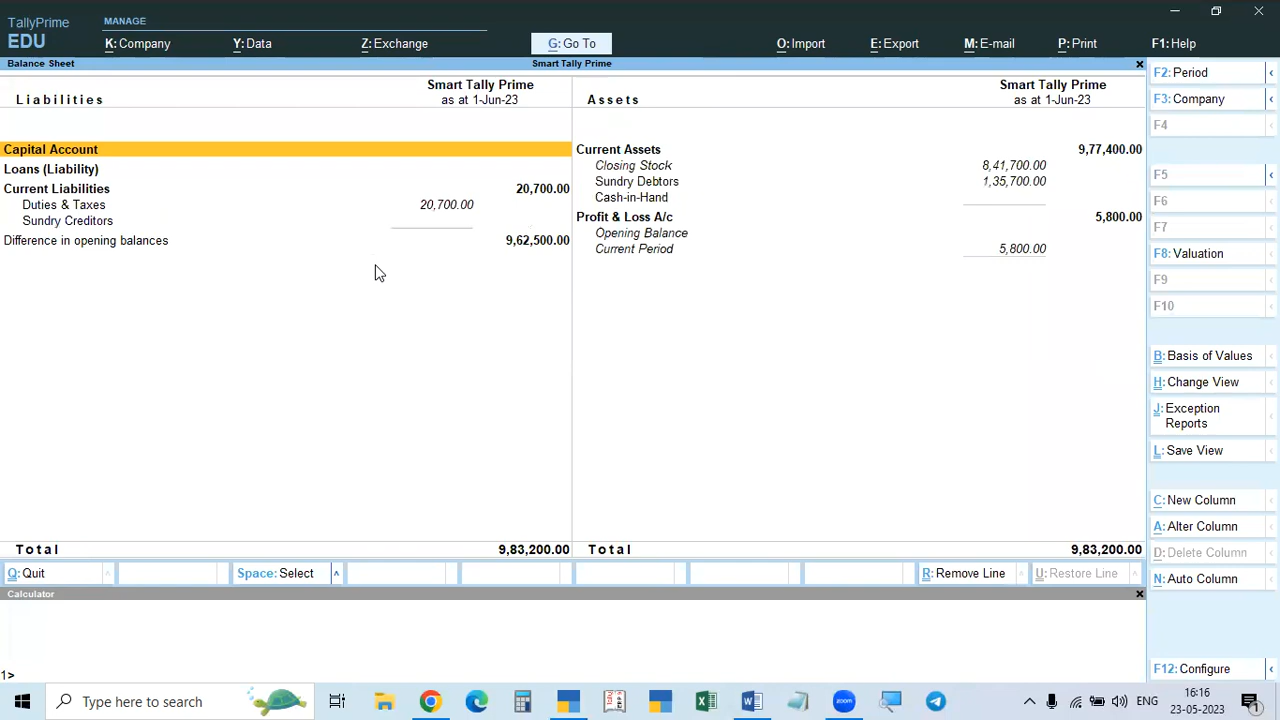 TallyPrime
EDU
MANAGE
K: Company
Y: Data
Z: Exchange
G: Go To
O: Import
E: Export
M: E-mail
P: Print
F1: Help
Balance Sheet
Smart Tally Prime
Liabilities
Smart Tally Prime
as at 1-Jun-23
Assets
Smart Tally Prime
as at 1-Jun-23
Capital Account
Loans (Liability)
Current Liabilities 20,700.00
Duties & Taxes 20,700.00
Sundry Creditors
Difference in opening balances 9,62,500.00
Total 9,83,200.00
Current Assets 9,77,400.00
Closing Stock 8,41,700.00
Sundry Debtors 1,35,700.00
Cash-in-Hand
Profit & Loss A/c 5,800.00
Opening Balance
Current Period 5,800.00
Total 9,83,200.00
F2: Period
F3: Company
F4
F5
F6
F7
F8: Valuation
F9
F10
B: Basis of Values
H: Change View
J: Exception
Reports
L: Save View
C: New Column
A: Alter Column
D: Delete Column
N: Auto Column
F12: Configure
Q: Quit
Space: Select
R: Remove Line
U: Restore Line
Calculator
1>
Type here to search
ENG
16:16
23-05-2023
1